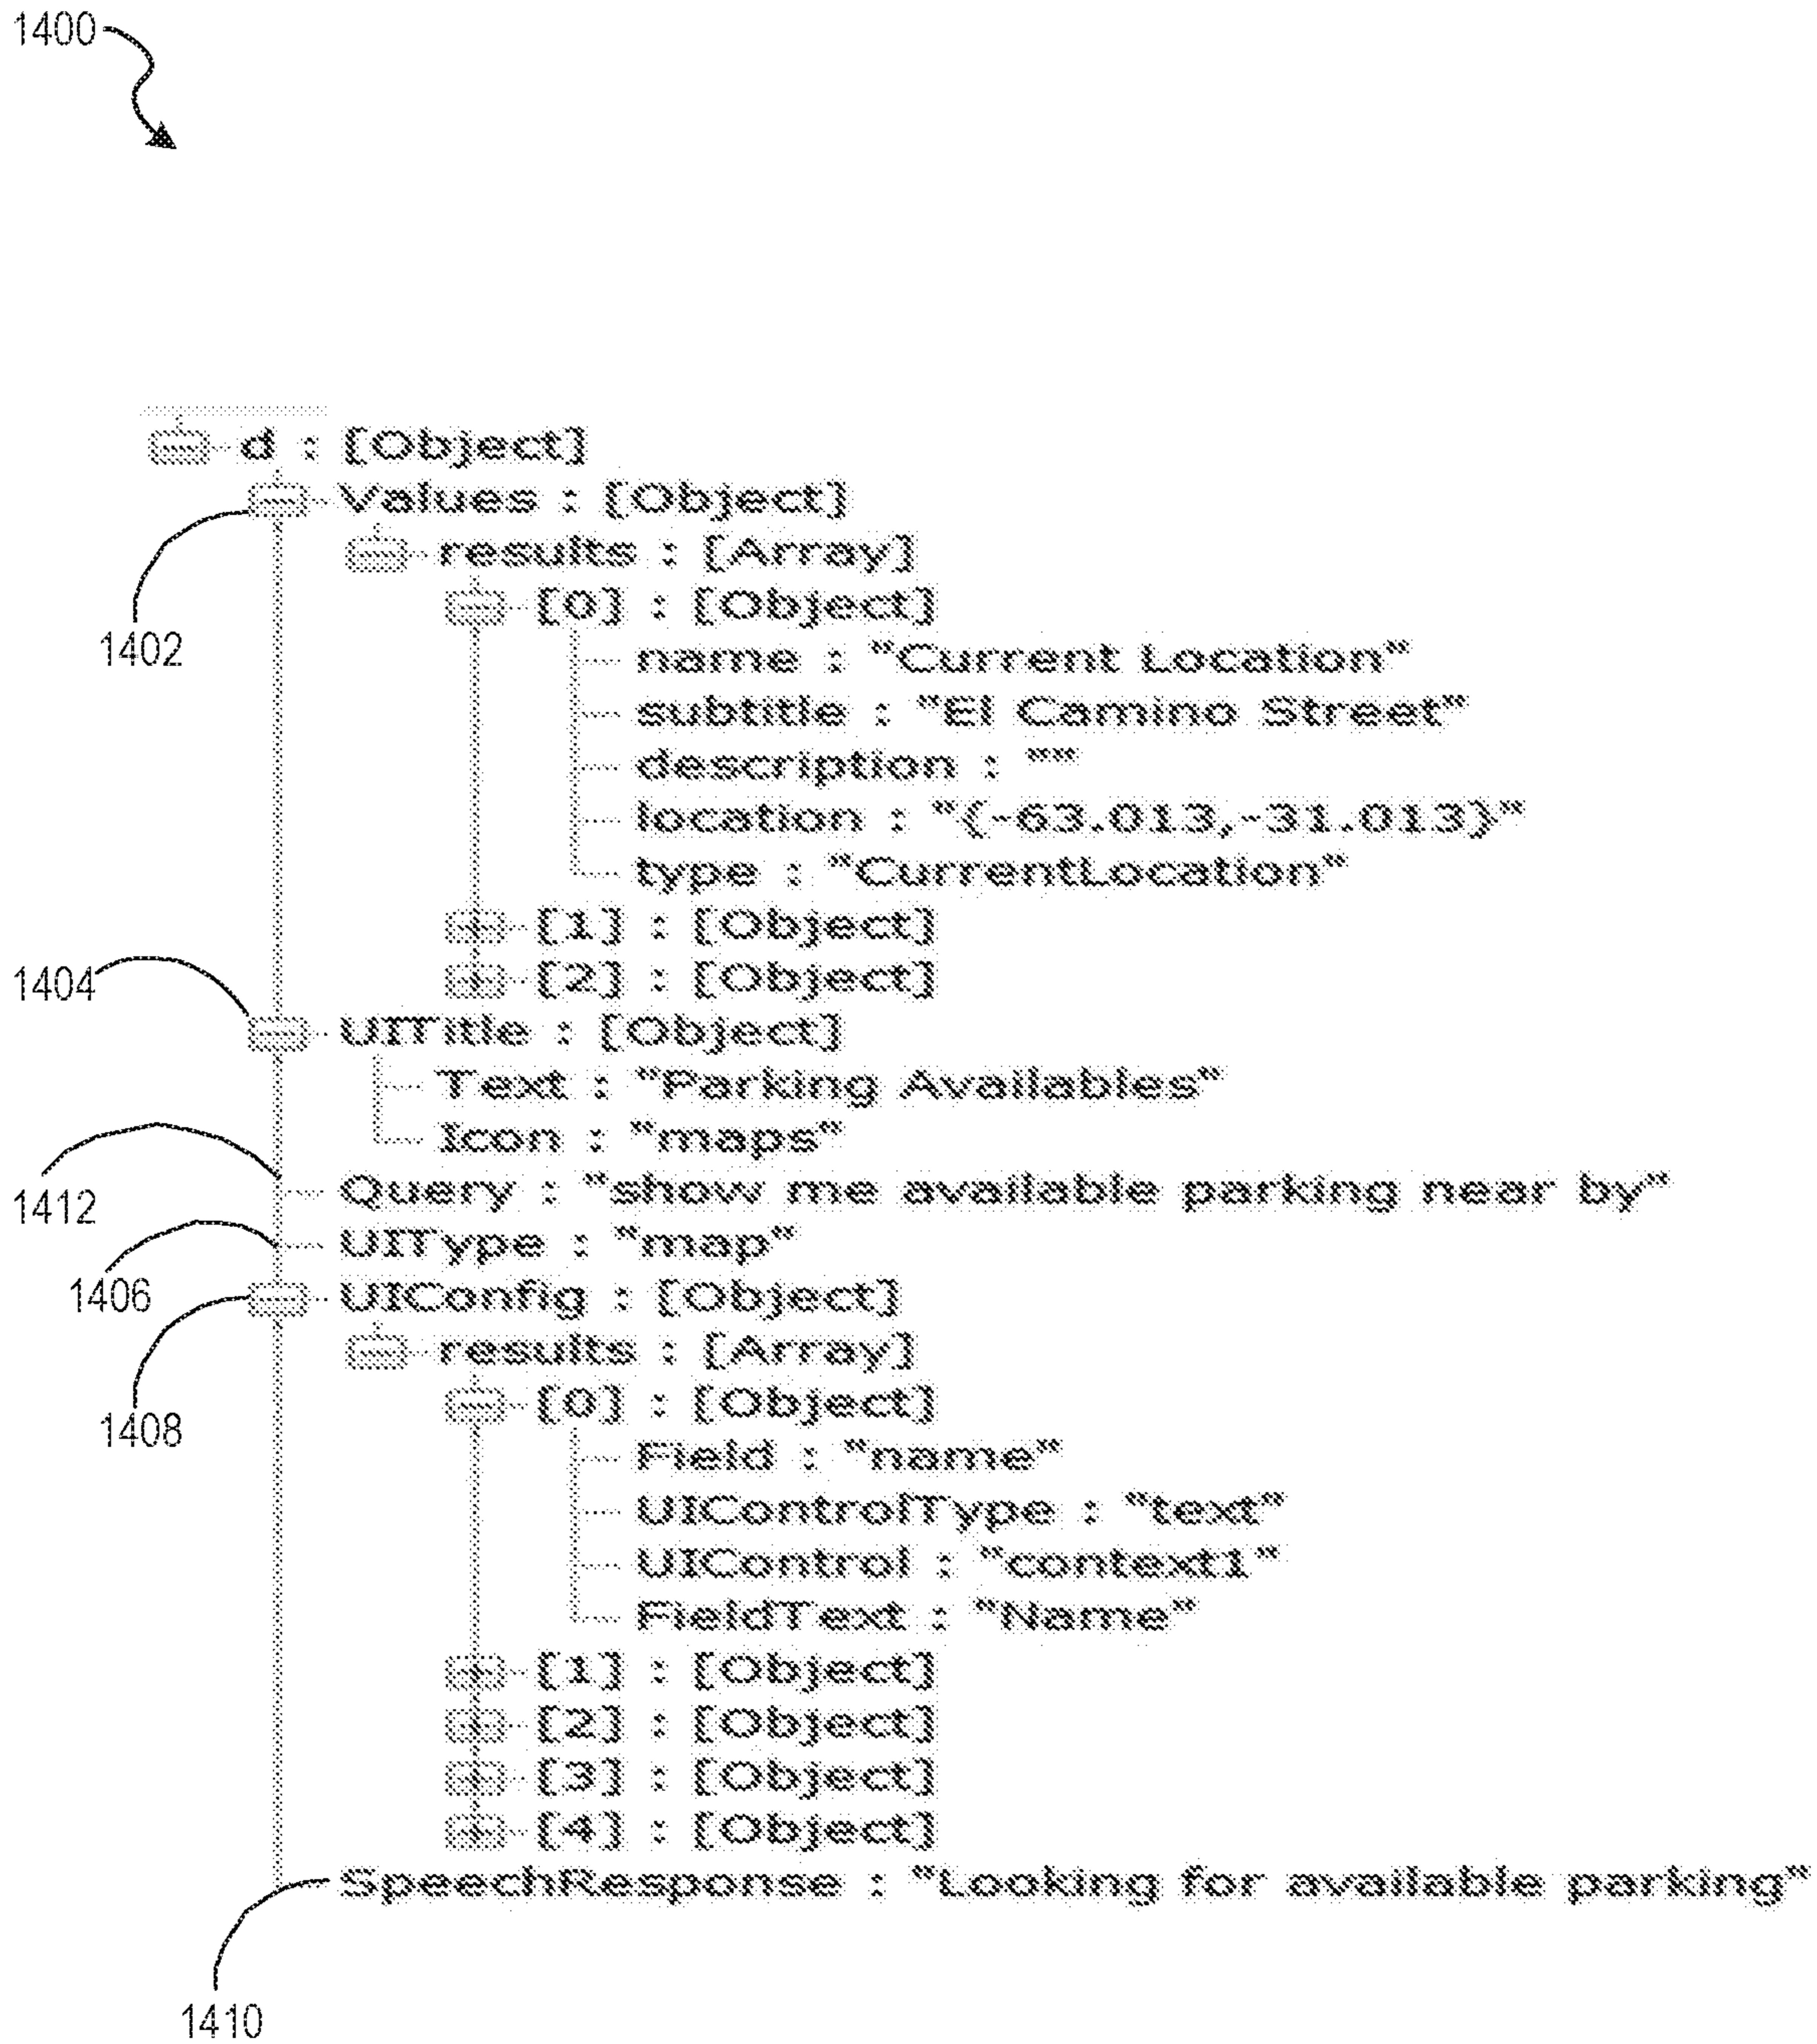 1400
d : [Object]
Values : [Object]
results : [Array]
1402
[0] : [Object]
name : "Current Location"
subtitle : "El Camino Street"
description : ""
location : "(-63.013,-31.013)"
type : "CurrentLocation"
[1] : [Object]
1404
[2] : [Object]
UITitle : [Object]
Text : "Parking Availables"
Icon : "maps"
1412
Query : "show me available parking near by"
UIType : "map"
1406
UIConfig : [Object]
results : [Array]
1408
[0] : [Object]
Field : "name"
UIControlType : "text"
UIControl : "context1"
FieldText : "Name"
[1] : [Object]
[2] : [Object]
[3] : [Object]
[4] : [Object]
SpeechResponse : "Looking for available parking"
1410